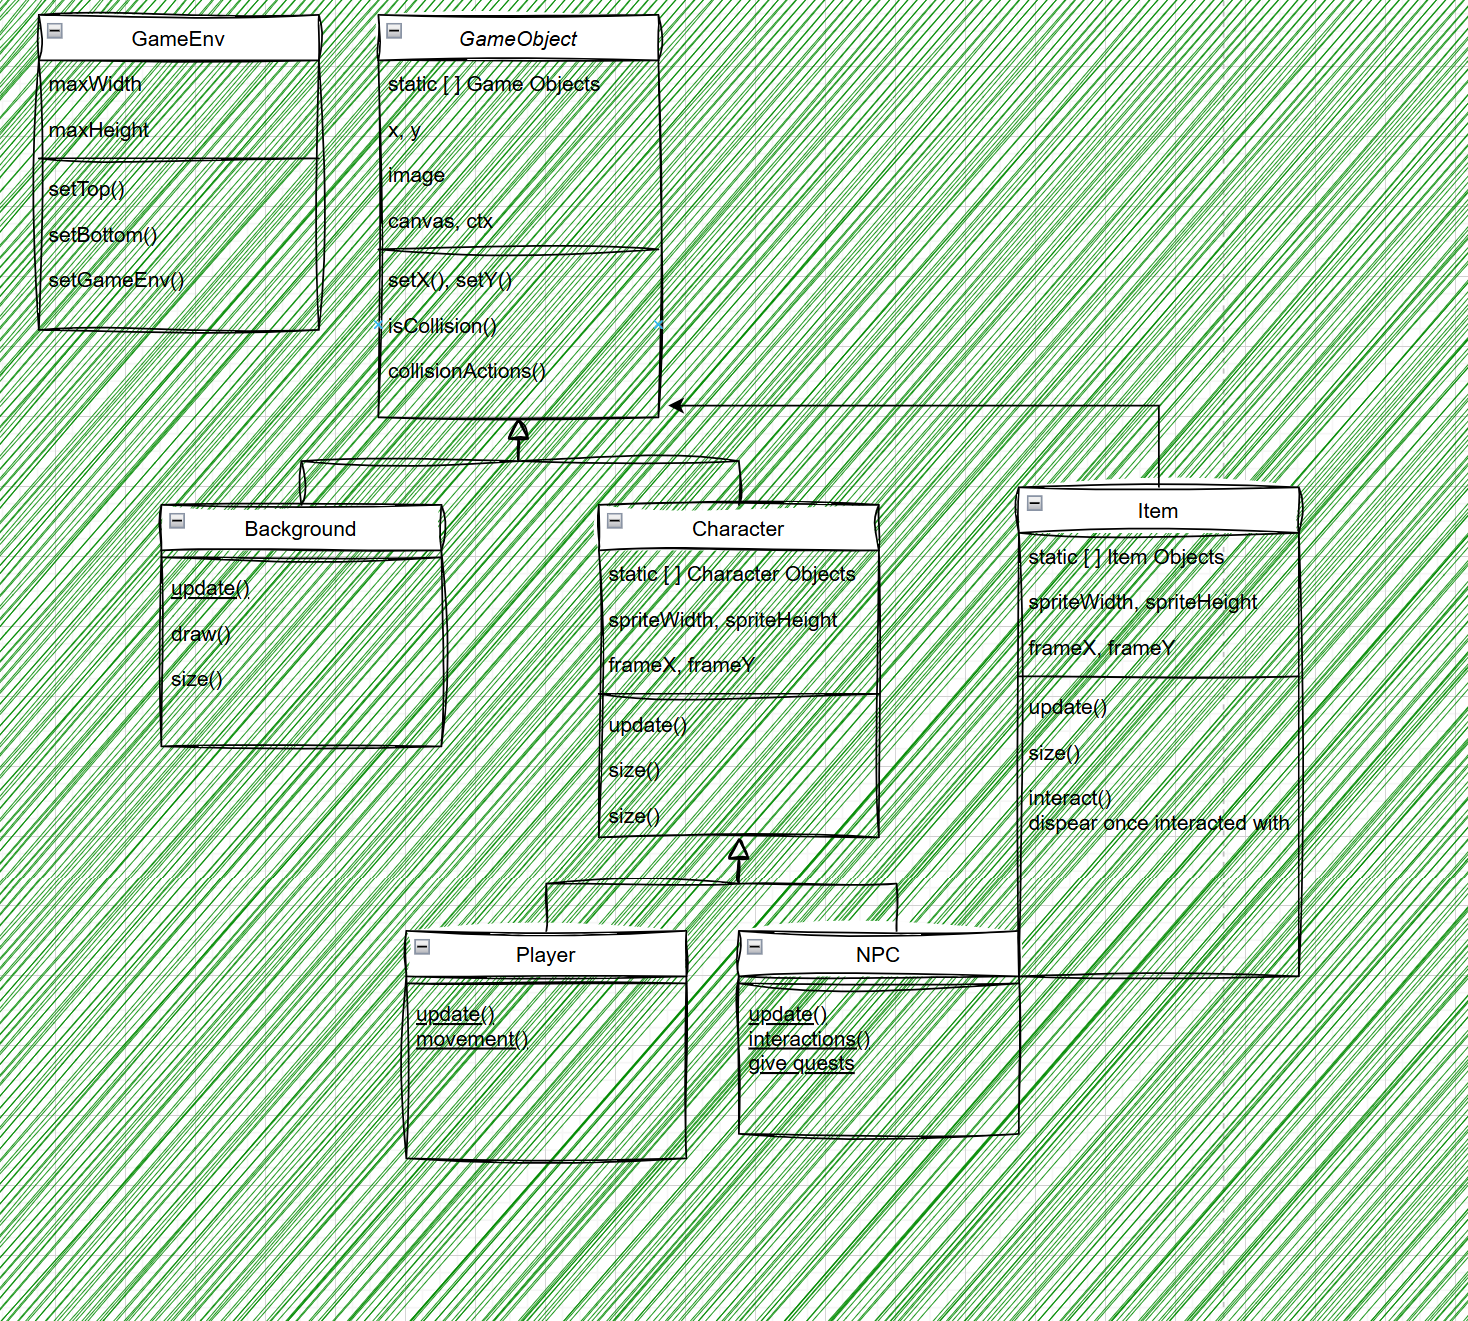 GameEnv
maxWidth
maxHeight
setTop()
setBottom()
setGameEnv()
GameObject
static [ ] Game Objects
x, y
image
canvas, ctx
setX(), setY()
isCollision()
collisionActions()
Background
update()
draw()
size()
Character
static [ ] Character Objects
spriteWidth, spriteHeight
frameX, frameY
update()
size()
size()
Item
static [ ] Item Objects
spriteWidth, spriteHeight
frameX, frameY
update()
size()
interact()
dispear once interacted with
Player
update()
movement()
NPC
update()
interactions()
give quests